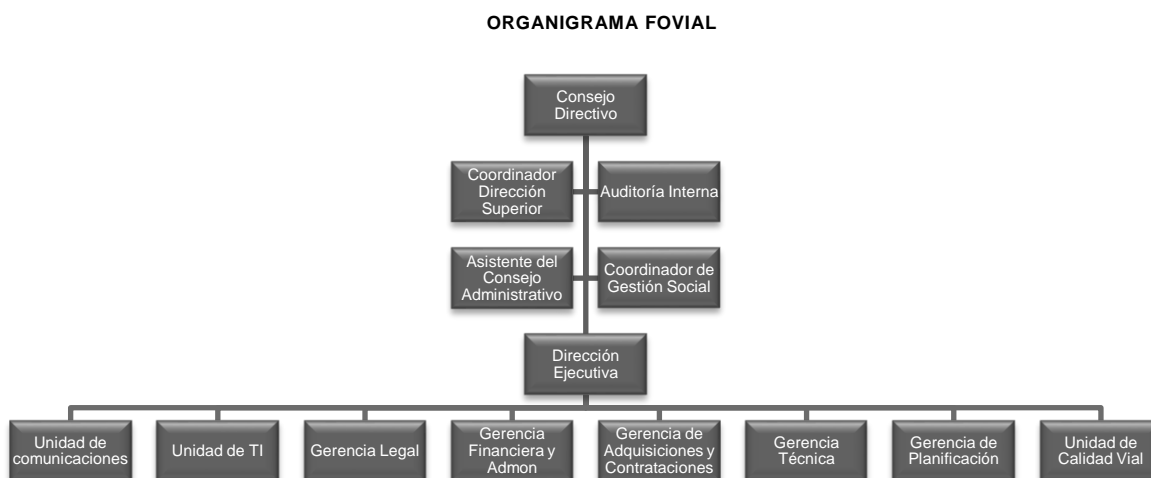 ORGANIGRAMA FOVIAL
Consejo
Directivo
Coordinador
Dirección
Superior
Auditoría Interna
Asistente del
Consejo
Administrativo
Coordinador de
Gestión Social
Dirección
Ejecutiva
Unidad de
comunicaciones
Unidad de TI
Gerencia Legal
Gerencia
Financiera y
Admon
Gerencia de
Adquisiciones y
Contrataciones
Gerencia
Técnica
Gerencia de
Planificación
Unidad de
Calidad Vial